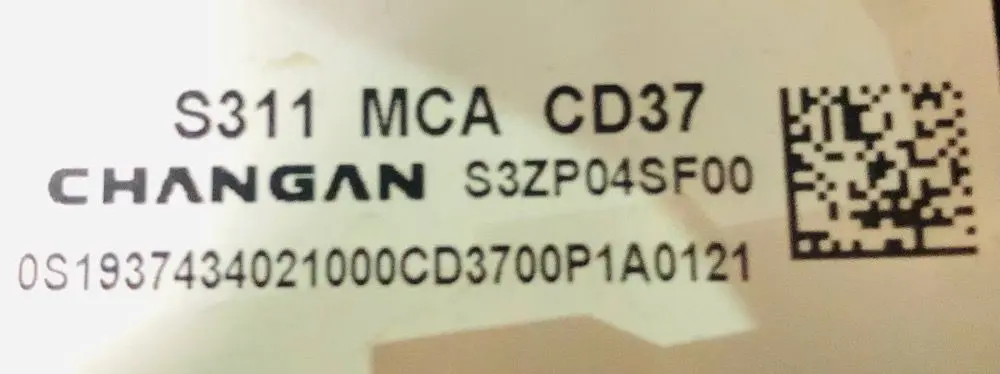 S311 MCA CD37
CHANGAN S3ZP04SF00
0S1937434021000CD3700P1A0121